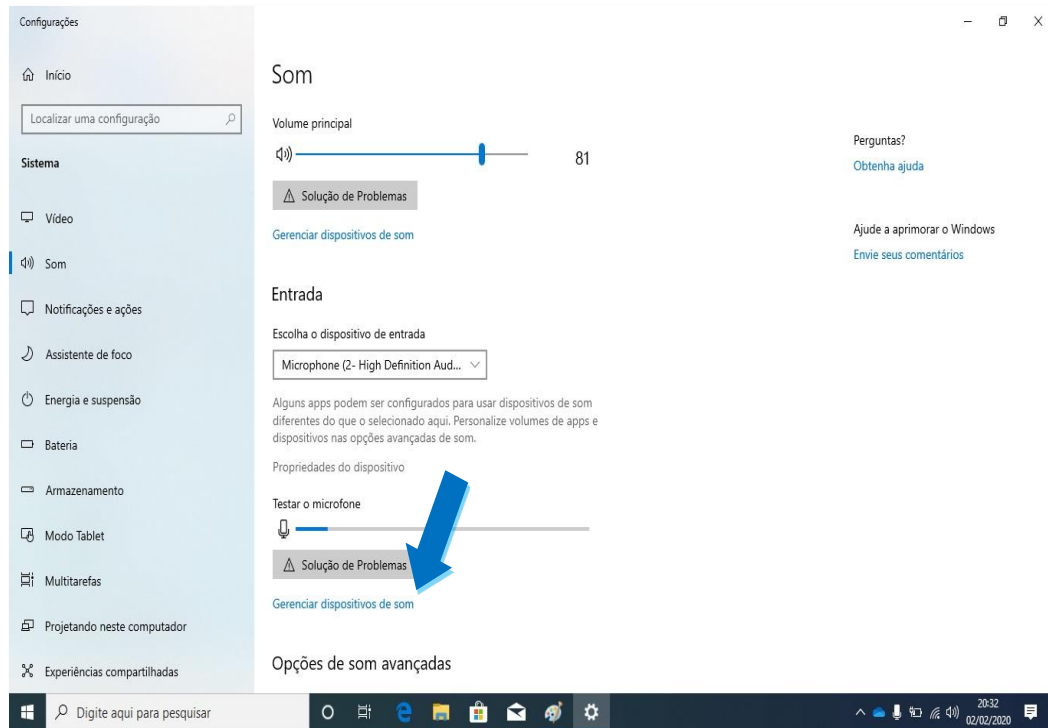 Configurações
Início
Localizar uma configuração
Sistema
Vídeo
Som
Notificações e ações
Assistente de foco
Energia e suspensão
Bateria
Armazenamento
Modo Tablet
Multitarefas
Projetando neste computador
Experiências compartilhadas
Som
Volume principal
81
Solução de Problemas
Gerenciar dispositivos de som
Entrada
Escolha o dispositivo de entrada
Microphone (2- High Definition Aud...
Alguns apps podem ser configurados para usar dispositivos de som
diferentes do que o selecionado aqui. Personalize volumes de apps e
dispositivos nas opções avançadas de som.
Propriedades do dispositivo
Testar o microfone
Solução de Problemas
Gerenciar dispositivos de som
Opções de som avançadas
Perguntas?
Obtenha ajuda
Ajude a aprimorar o Windows
Envie seus comentários
Digite aqui para pesquisar
20:32
02/02/2020